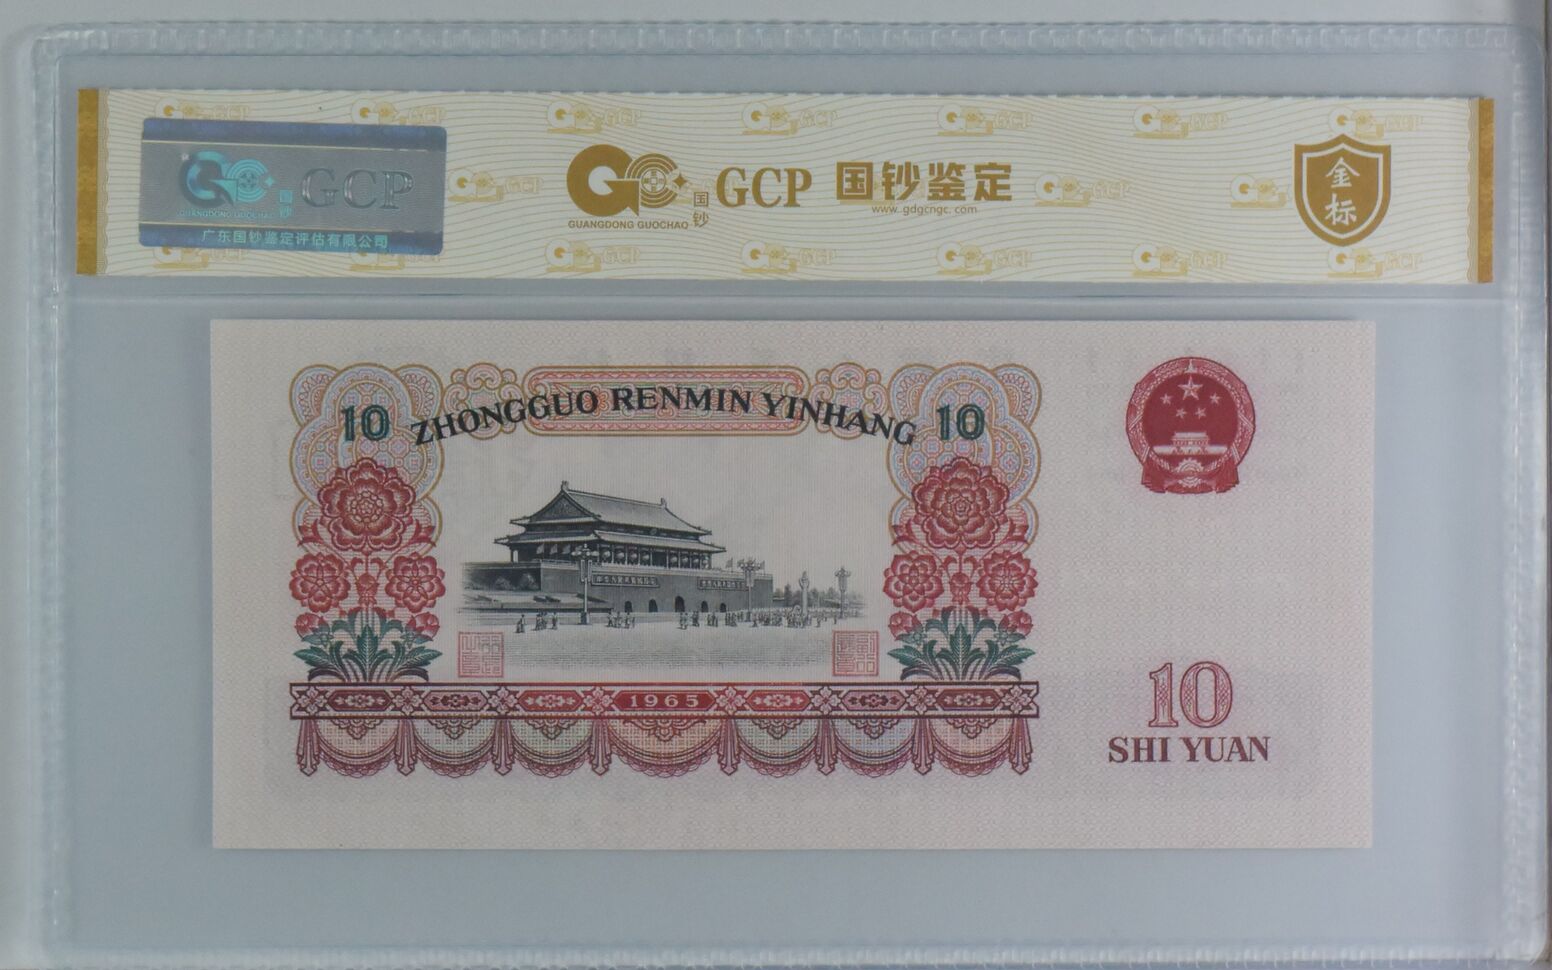 GCP
国钞
GUANGDONG GUOCHAO
广东国钞鉴定评估有限公司
国钞
GUANGDONG GUOCHAO
GCP 国钞鉴定
www.gdgcngc.com
金标
10 ZHONGGUO RENMIN YINHANG 10
1965
10
SHI YUAN